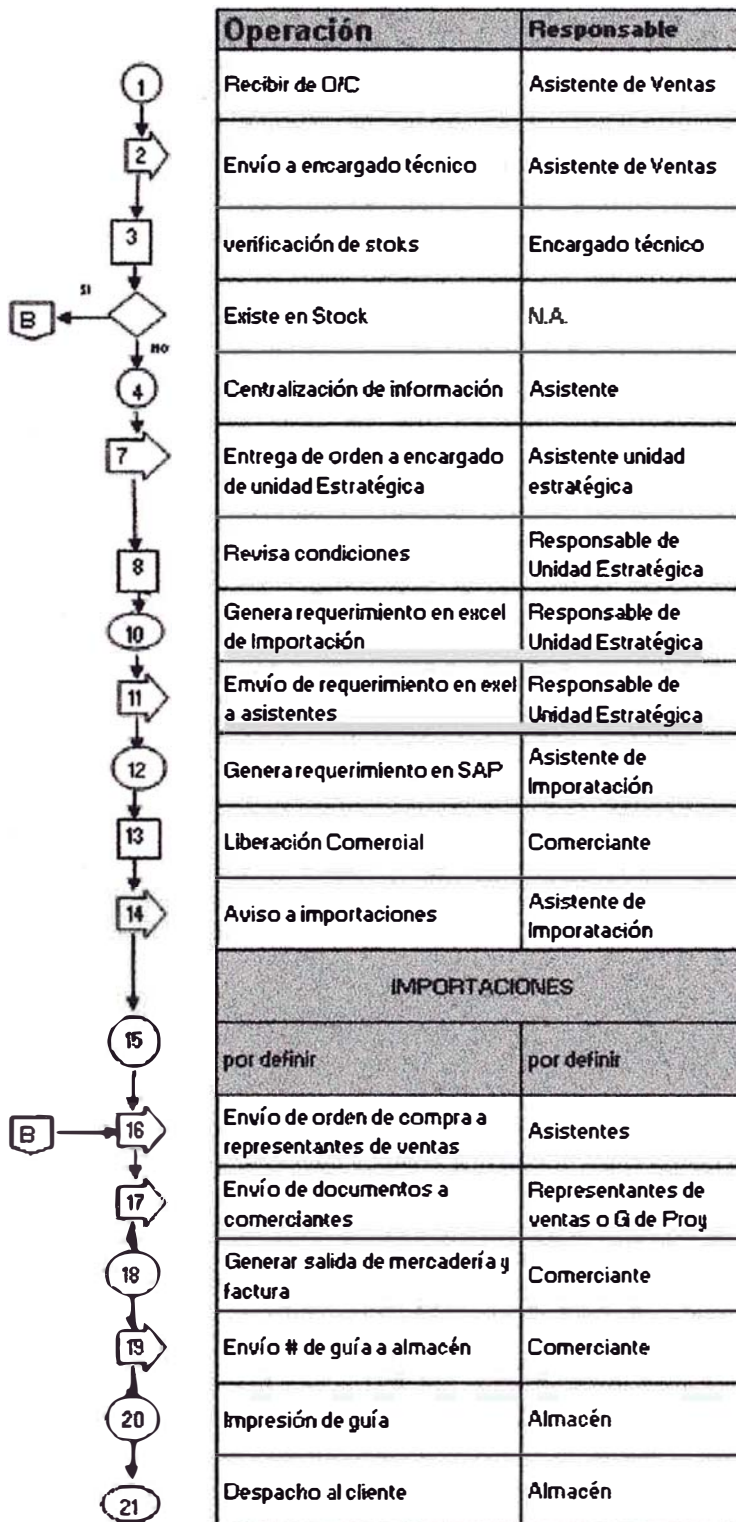 Operación Responsable
1 Recibir de O/C Asistente de Ventas
2 Envío a encargado técnico Asistente de Ventas
3 verificación de stoks Encargado técnico
SI
B Existe en Stock N.A.
NO
4 Centralización de información Asistente
7 Entrega de orden a encargado Asistente unidad
de unidad Estratégica estratégica
8 Revisa condiciones Responsable de
Unidad Estratégica
10 Genera requerimiento en excel Responsable de
de Importación Unidad Estratégica
11 Emvío de requerimiento en exel Responsable de
a asistentes Unidad Estratégica
12 Genera requerimiento en SAP Asistente de
Imporatación
13 Liberación Comercial Comerciante
14 Aviso a importaciones Asistente de
Imporatación
IMPORTACIONES
15 por definir por definir
B 16 Envío de orden de compra a Asistentes
representantes de ventas
17 Envío de documentos a Representantes de
comerciantes ventas o G de Proy
18 Generar salida de mercadería y Comerciante
factura
19 Envío # de guía a almacén Comerciante
20 Impresión de guía Almacén
21 Despacho al cliente Almacén